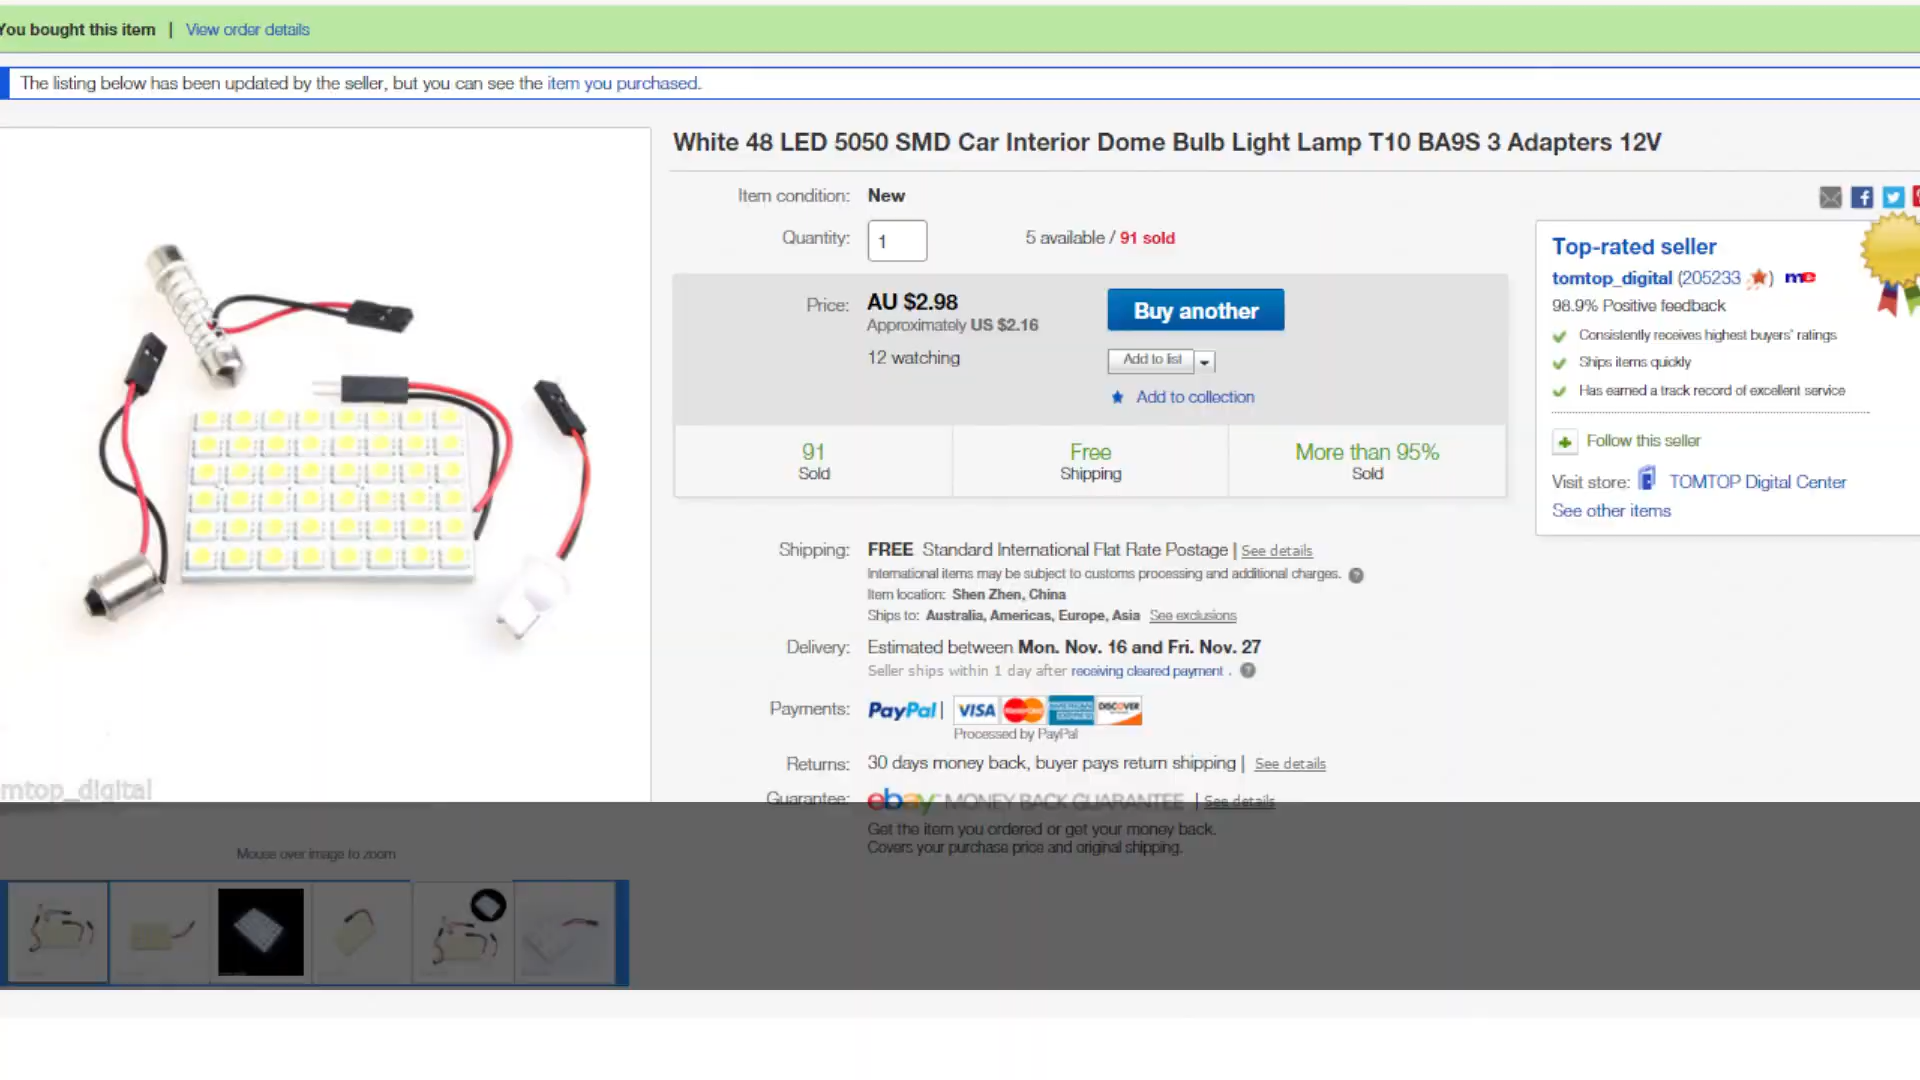 You bought this item | View order details
The listing below has been updated by the seller, but you can see the item you purchased.
White 48 LED 5050 SMD Car Interior Dome Bulb Light Lamp T10 BA9S 3 Adapters 12V
Item condition: New
Quantity: 1 5 available / 91 sold
Price: AU $2.98
Approximately US $2.16
Buy another
12 watching
Add to list
Add to collection
91
Sold
Free
Shipping
More than 95%
Sold
Shipping: FREE Standard International Flat Rate Postage | See details
International items may be subject to customs processing and additional charges.
Item location: Shen Zhen, China
Ships to: Australia, Americas, Europe, Asia See exclusions
Delivery: Estimated between Mon. Nov. 16 and Fri. Nov. 27
Seller ships within 1 day after receiving cleared payment .
Payments: PayPal | VISA MasterCard AMERICAN EXPRESS DISCOVER
Processed by PayPal
Returns: 30 days money back, buyer pays return shipping | See details
Guarantee: ebay MONEY BACK GUARANTEE | See details
Get the item you ordered or get your money back.
Covers your purchase price and original shipping.
Top-rated seller
tomtop_digital (205233) me
98.9% Positive feedback
Consistently receives highest buyers' ratings
Ships items quickly
Has earned a track record of excellent service
Follow this seller
Visit store: TOMTOP Digital Center
See other items
mtop_digital
Mouse over image to zoom